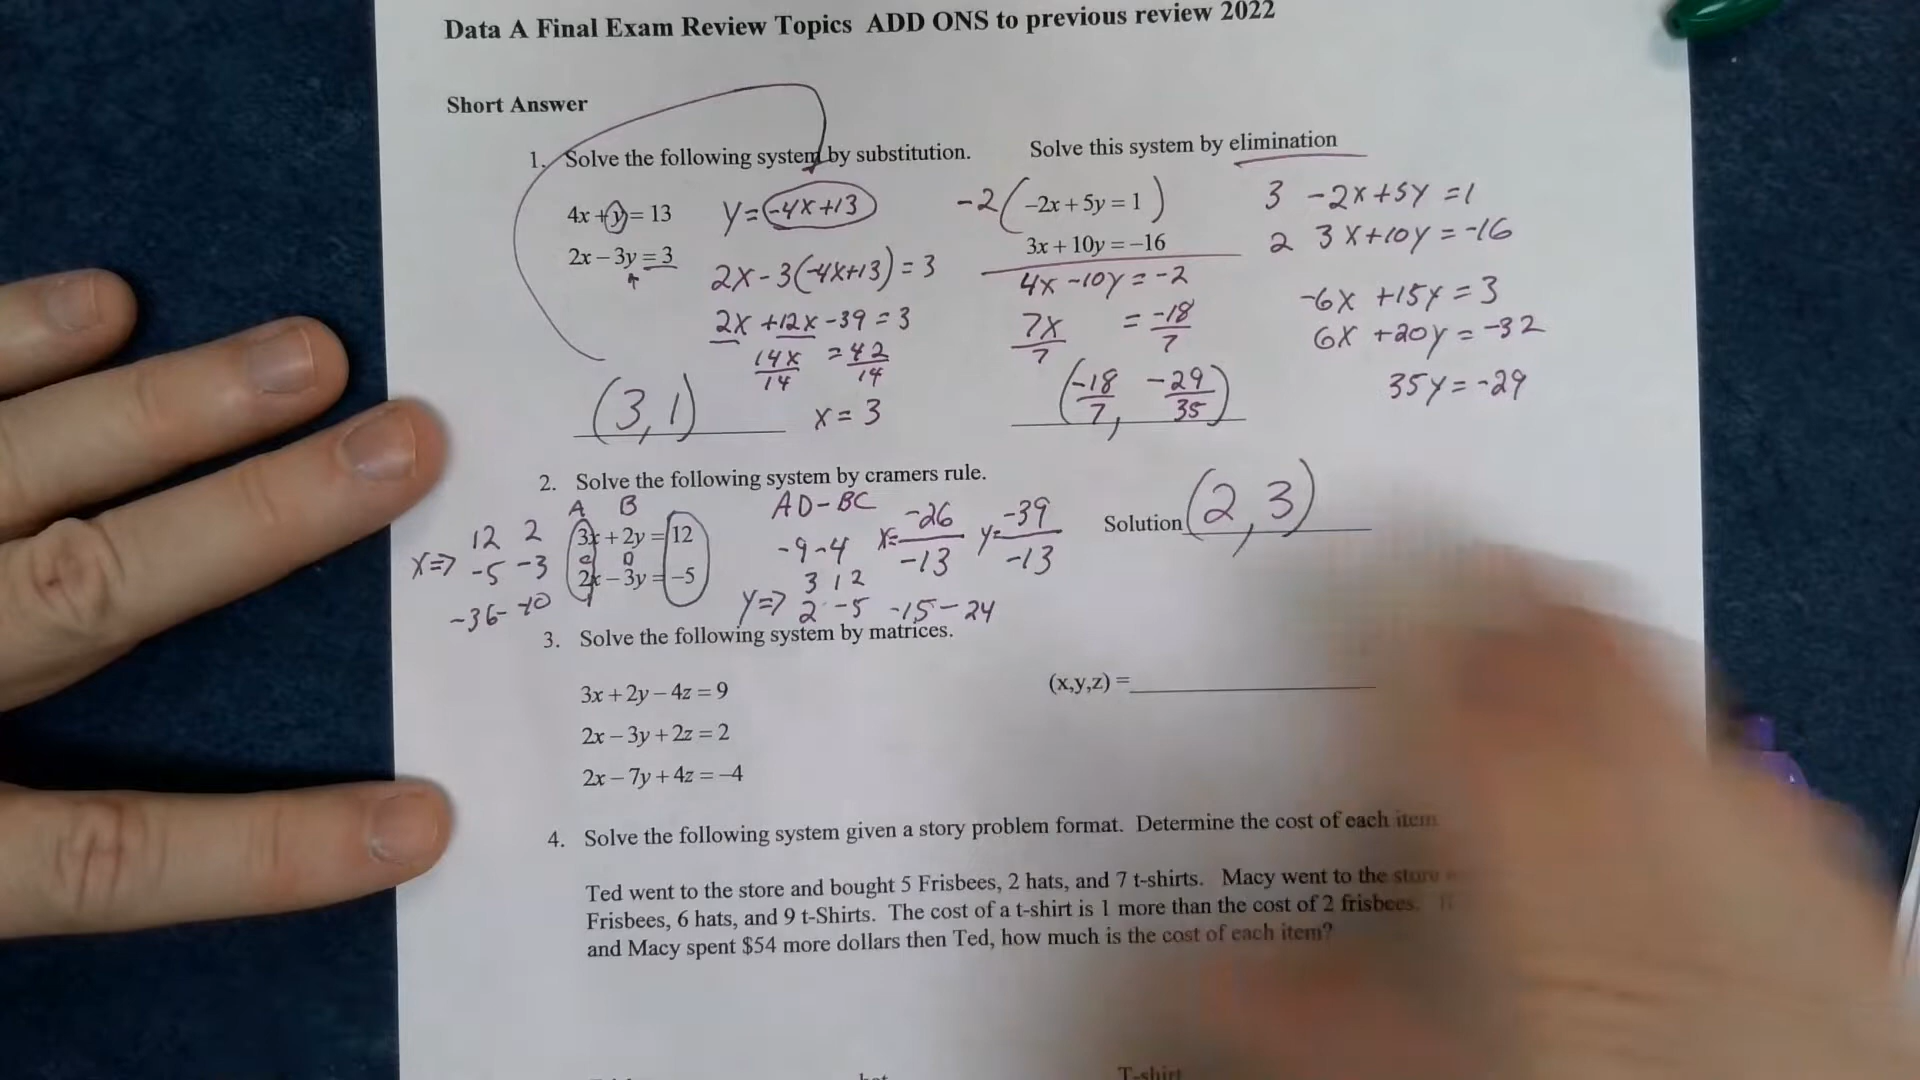 Data A Final Exam Review Topics ADD ONS to previous review 2022
Short Answer
1. Solve the following system by substitution.
4x + y = 13
2x – 3y = 3
y = -4x+13
2x - 3(-4x+13) = 3
2x +12x -39 = 3
14x = 42
14 14
x = 3
(3, 1)
Solve this system by elimination
-2( -2x + 5y = 1 )
3x + 10y = –16
4x -10y = -2
7x = -18
7 7
(-18/7, -29/35)
3 -2x+5y =1
2 3x+10y = -16
-6x +15y = 3
6x +20y = -32
35y = -29
2. Solve the following system by cramers rule.
A B
3x + 2y = 12
C D
2x – 3y = –5
x => 12 2
-5 -3
-36- -10
AD-BC
-9-4
x= -26/-13 y= -39/-13
y=> 3 12
2 -5 -15-24
Solution (2, 3)
3. Solve the following system by matrices.
3x + 2y – 4z = 9
2x – 3y + 2z = 2
2x – 7y + 4z = –4
(x,y,z) =
4. Solve the following system given a story problem format. Determine the cost of each item
Ted went to the store and bought 5 Frisbees, 2 hats, and 7 t-shirts. Macy went to the store
Frisbees, 6 hats, and 9 t-Shirts. The cost of a t-shirt is 1 more than the cost of 2 frisbees.
and Macy spent $54 more dollars then Ted, how much is the cost of each item?
hat
T-shirt